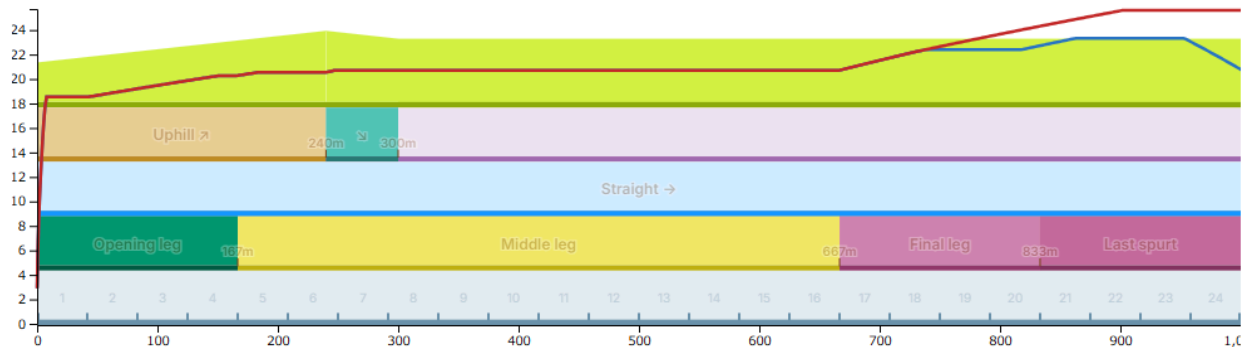 24
22
20
18
16
14
12
10
8
6
4
2
0
Uphill ↗
240m
↘
300m
Straight →
Opening leg
167m
Middle leg
667m
Final leg
833m
Last spurt
1 2 3 4 5 6 7 8 9 10 11 12 13 14 15 16 17 18 19 20 21 22 23 24
0 100 200 300 400 500 600 700 800 900 1,0